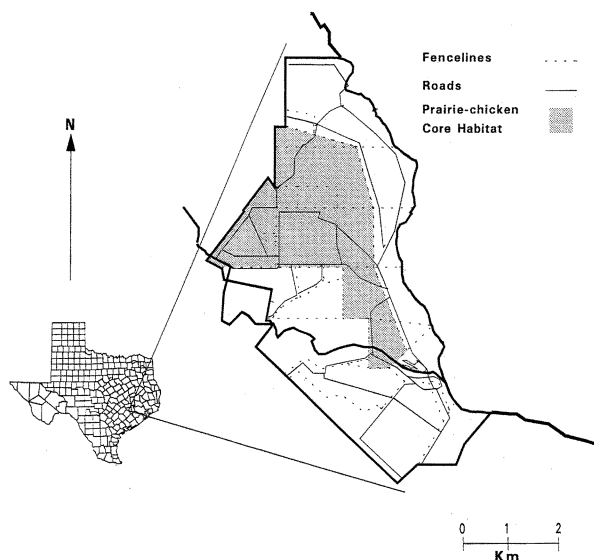 Fencelines
Roads
Prairie-chicken
Core Habitat
N
0 1 2
Km